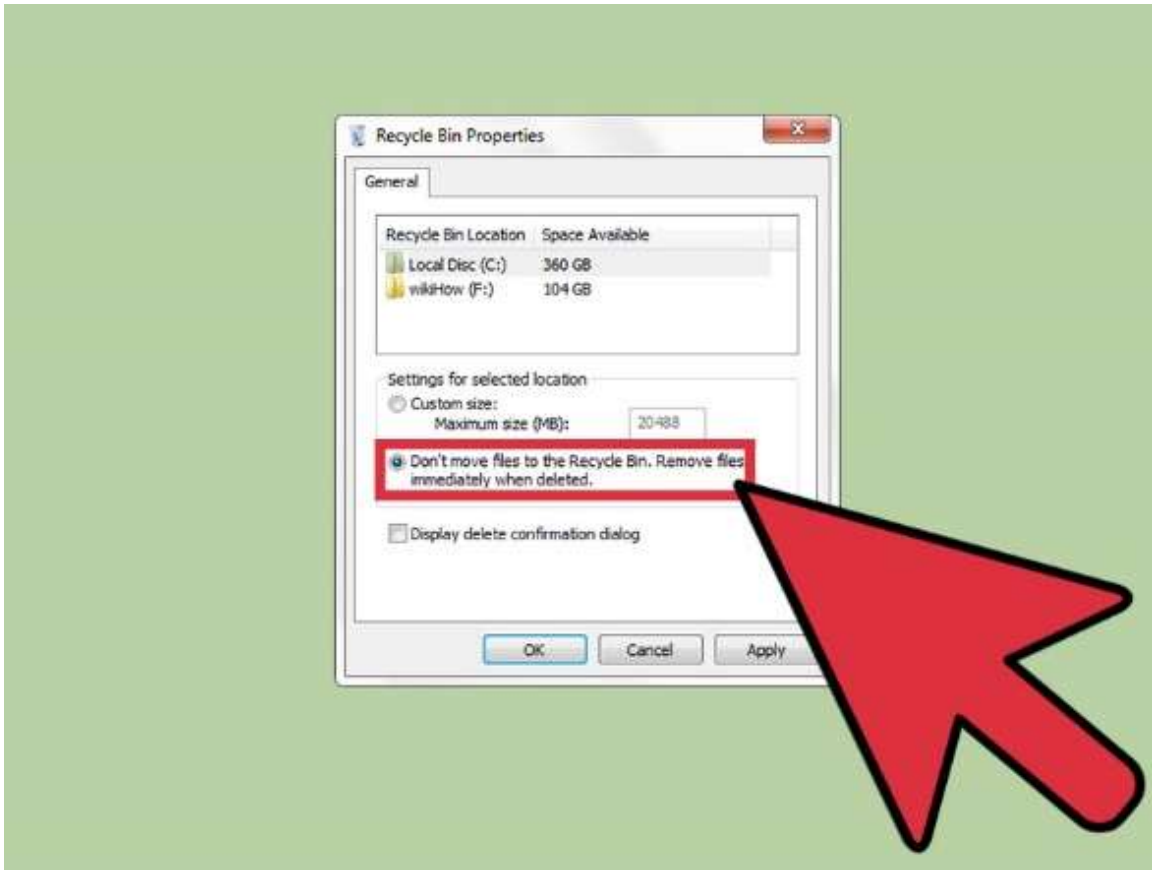 Recycle Bin Properties
General
Recycle Bin Location Space Available
Local Disc (C:) 360 GB
wikiHow (F:) 104 GB
Settings for selected location
Custom size:
Maximum size (MB): 20488
Don't move files to the Recycle Bin. Remove files
immediately when deleted.
Display delete confirmation dialog
OK Cancel Apply